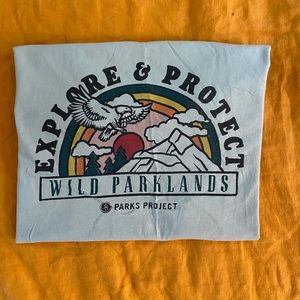 EXPLORE & PROTECT
WILD PARKLANDS
PARKS PROJECT